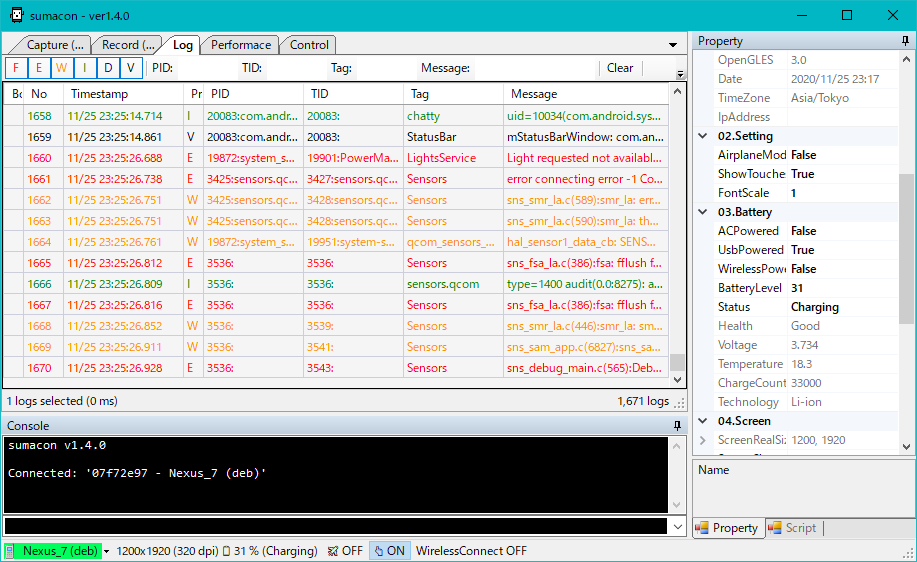 sumacon - ver1.4.0
Capture (... Record (... Log Performace Control
F E W I D V PID: TID: Tag: Message: Clear
Bc No Timestamp Pr PID TID Tag Message
1658 11/25 23:25:14.714 I 20083:com.andr... 20083: chatty uid=10034(com.android.sys...
1659 11/25 23:25:14.861 V 20083:com.andr... 20083: StatusBar mStatusBarWindow: com.an...
1660 11/25 23:25:26.688 E 19872:system_s... 19901:PowerMa... LightsService Light requested not availabl...
1661 11/25 23:25:26.738 E 3425:sensors.qc... 3427:sensors.qc... Sensors error connecting error -1 Co...
1662 11/25 23:25:26.751 W 3425:sensors.qc... 3428:sensors.qc... Sensors sns_smr_la.c(589):smr_la: err...
1663 11/25 23:25:26.751 W 3425:sensors.qc... 3428:sensors.qc... Sensors sns_smr_la.c(590):smr_la: th...
1664 11/25 23:25:26.761 W 19872:system_s... 19951:system-s... qcom_sensors_... hal_sensor1_data_cb: SENS...
1665 11/25 23:25:26.812 E 3536: 3536: Sensors sns_fsa_la.c(386):fsa: fflush f...
1666 11/25 23:25:26.809 I 3536: 3536: sensors.qcom type=1400 audit(0.0:8275): a...
1667 11/25 23:25:26.816 E 3536: 3536: Sensors sns_fsa_la.c(386):fsa: fflush f...
1668 11/25 23:25:26.852 W 3536: 3539: Sensors sns_smr_la.c(446):smr_la: sm...
1669 11/25 23:25:26.911 W 3536: 3541: Sensors sns_sam_app.c(6827):sns_sa...
1670 11/25 23:25:26.928 E 3536: 3543: Sensors sns_debug_main.c(565):Deb...
1 logs selected (0 ms) 1,671 logs
Console
sumacon v1.4.0
Connected: '07f72e97 - Nexus_7 (deb)'
Property
OpenGLES 3.0
Date 2020/11/25 23:17
TimeZone Asia/Tokyo
IpAddress
02.Setting
AirplaneMod False
ShowTouche True
FontScale 1
03.Battery
ACPowered False
UsbPowered True
WirelessPow False
BatteryLevel 31
Status Charging
Health Good
Voltage 3.734
Temperature 18.3
ChargeCount 33000
Technology Li-ion
04.Screen
ScreenRealSiz 1200, 1920
Name
Property Script
Nexus_7 (deb) 1200x1920 (320 dpi) 31 % (Charging) OFF ON WirelessConnect OFF